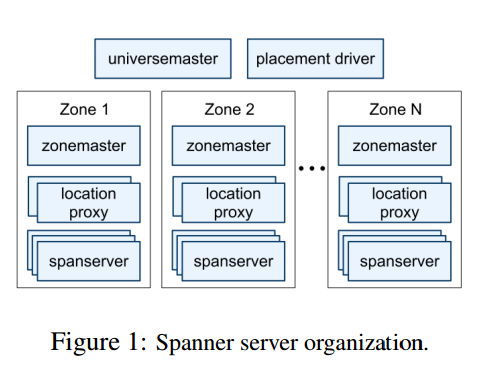 universemaster placement driver
Zone 1 Zone 2 Zone N
zonemaster zonemaster zonemaster
...
location location location
proxy proxy proxy
spanserver spanserver spanserver
Figure 1: Spanner server organization.